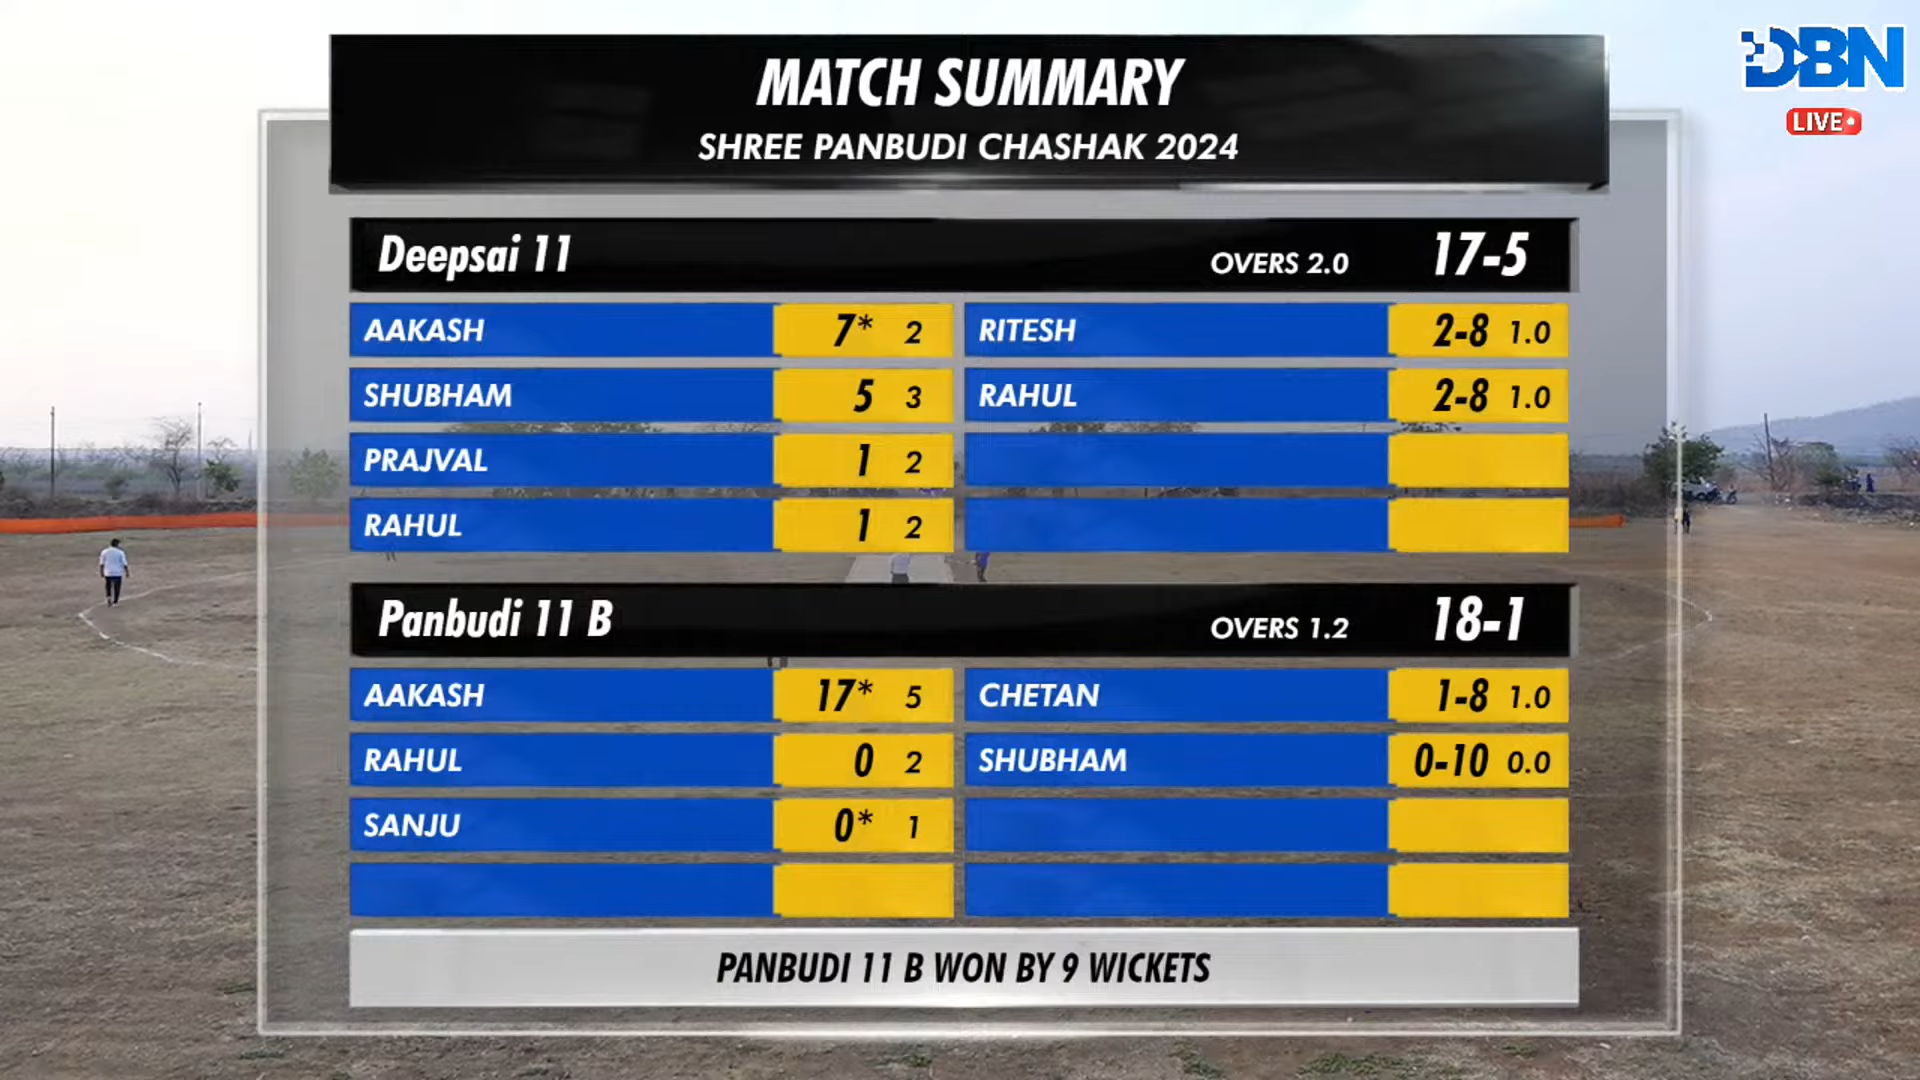 DBN
LIVE
MATCH SUMMARY
SHREE PANBUDI CHASHAK 2024
Deepsai 11 OVERS 2.0 17-5
AAKASH 7* 2 RITESH 2-8 1.0
SHUBHAM 5 3 RAHUL 2-8 1.0
PRAJVAL 1 2
RAHUL 1 2
Panbudi 11 B OVERS 1.2 18-1
AAKASH 17* 5 CHETAN 1-8 1.0
RAHUL 0 2 SHUBHAM 0-10 0.0
SANJU 0* 1
PANBUDI 11 B WON BY 9 WICKETS